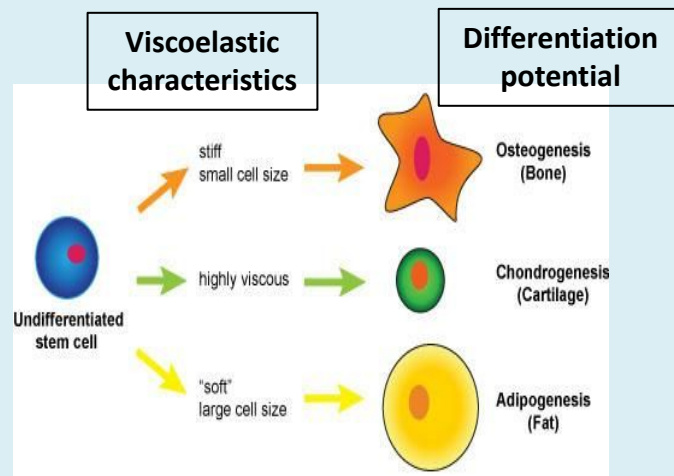 Viscoelastic
characteristics
Differentiation
potential
stiff
small cell size
Osteogenesis
(Bone)
Undifferentiated
stem cell
highly viscous
Chondrogenesis
(Cartilage)
"soft"
large cell size
Adipogenesis
(Fat)